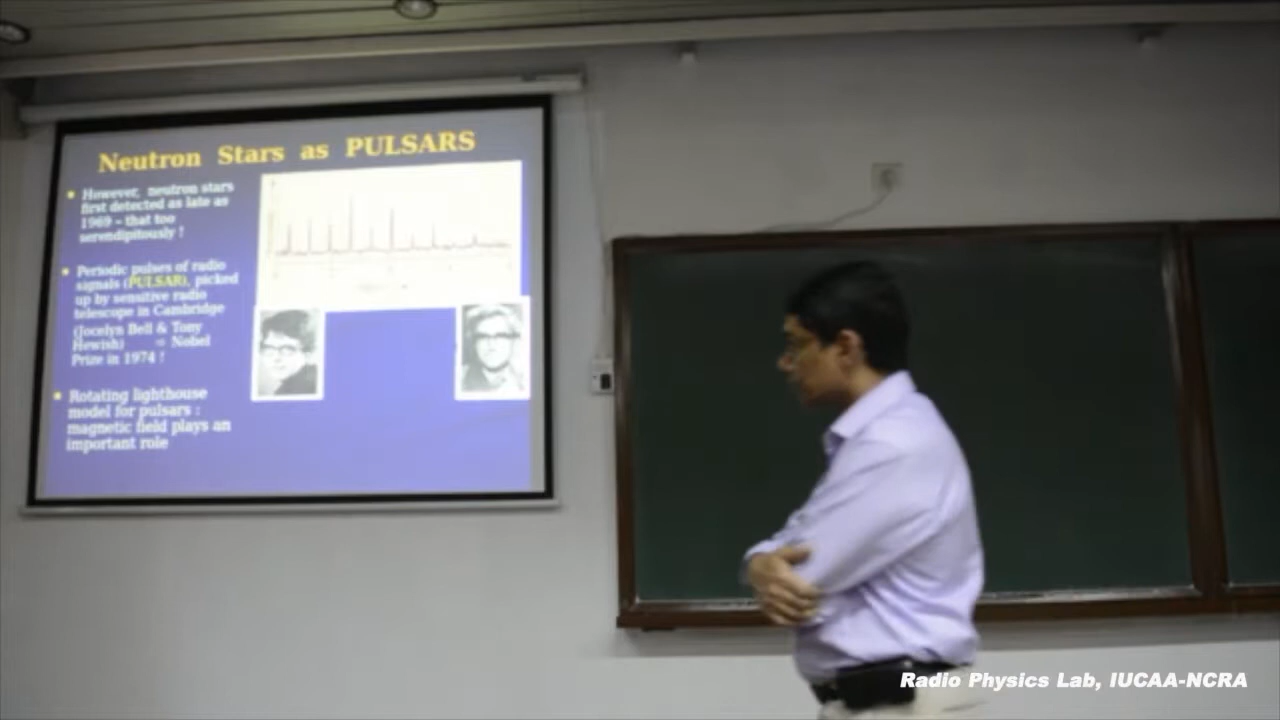 Neutron Stars as PULSARS
However, neutron stars
first detected as late as
1969 – that too
serendipitously !
Periodic pulses of radio
signals (PULSAR), picked
up by sensitive radio
telescope in Cambridge
(Jocelyn Bell & Tony
Hewish) ⇒ Nobel
Prize in 1974 !
Rotating lighthouse
model for pulsars :
magnetic field plays an
important role
Radio Physics Lab, IUCAA-NCRA